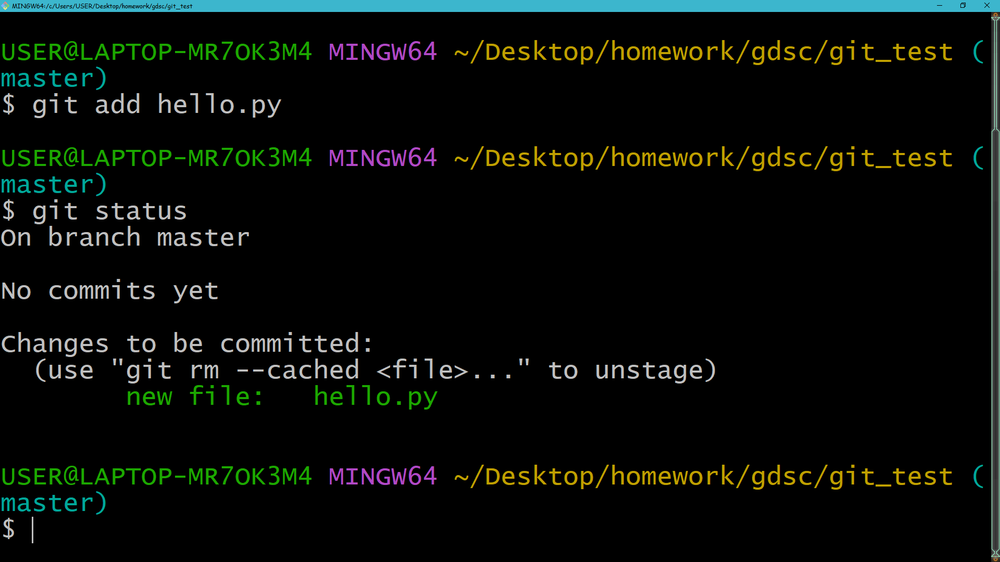 MINGW64:/c/Users/USER/Desktop/homework/gdsc/git_test
USER@LAPTOP-MR7OK3M4 MINGW64 ~/Desktop/homework/gdsc/git_test (
master)
$ git add hello.py
USER@LAPTOP-MR7OK3M4 MINGW64 ~/Desktop/homework/gdsc/git_test (
master)
$ git status
On branch master
No commits yet
Changes to be committed:
  (use "git rm --cached <file>..." to unstage)
        new file:   hello.py
USER@LAPTOP-MR7OK3M4 MINGW64 ~/Desktop/homework/gdsc/git_test (
master)
$